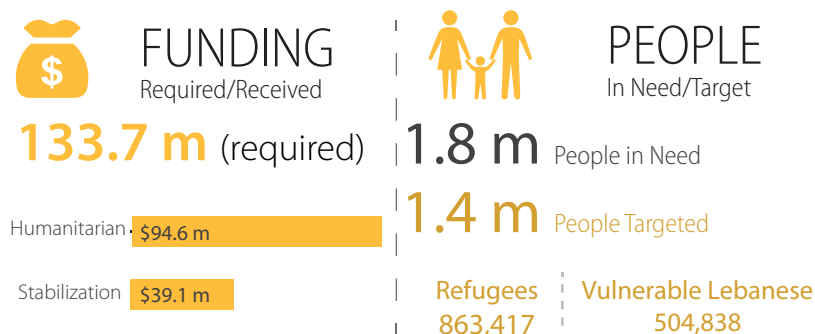 $
FUNDING
Required/Received
133.7 m (required)
Humanitarian
$94.6 m
Stabilization
$39.1 m
PEOPLE
In Need/Target
1.8 m People in Need
1.4 m People Targeted
Refugees
863,417
Vulnerable Lebanese
504,838